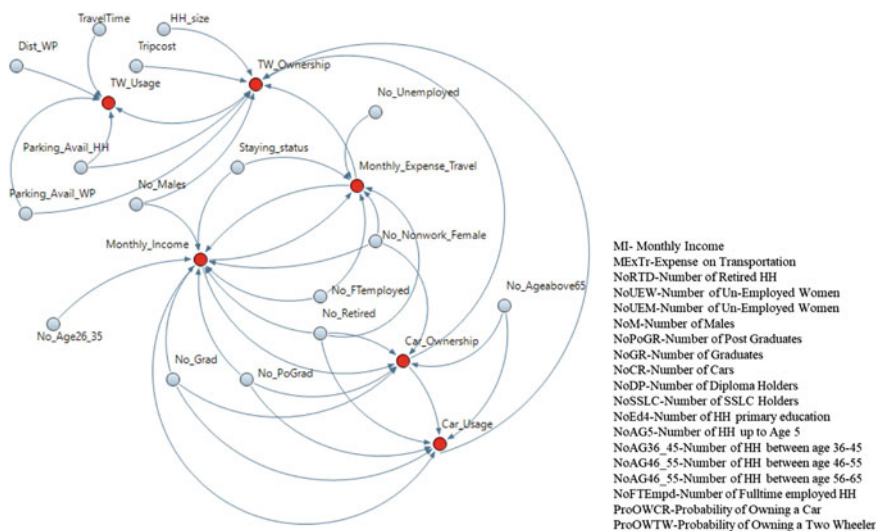 TravelTime
HH_size
Dist_WP
Tripcost
TW_Ownership
TW_Usage
No_Unemployed
Parking_Avail_HH
Staying_status
Monthly_Expense_Travel
Parking_Avail_WP
No_Males
Monthly_Income
No_Nonwork_Female
No_FTemployed
No_Ageabove65
No_Age26_35
No_Retired
Car_Ownership
No_Grad
No_PoGrad
Car_Usage
MI- Monthly Income
MExTr-Expense on Transportation
NoRTD-Number of Retired HH
NoUEW-Number of Un-Employed Women
NoUEM-Number of Un-Employed Women
NoM-Number of Males
NoPoGR-Number of Post Graduates
NoGR-Number of Graduates
NoCR-Number of Cars
NoDP-Number of Diploma Holders
NoSSLC-Number of SSLC Holders
NoEd4-Number of HH primary education
NoAG5-Number of HH up to Age 5
NoAG36_45-Number of HH between age 36-45
NoAG46_55-Number of HH between age 46-55
NoAG46_55-Number of HH between age 56-65
NoFTEmpd-Number of Fulltime employed HH
ProOWCR-Probability of Owning a Car
ProOWTW-Probability of Owning a Two Wheeler